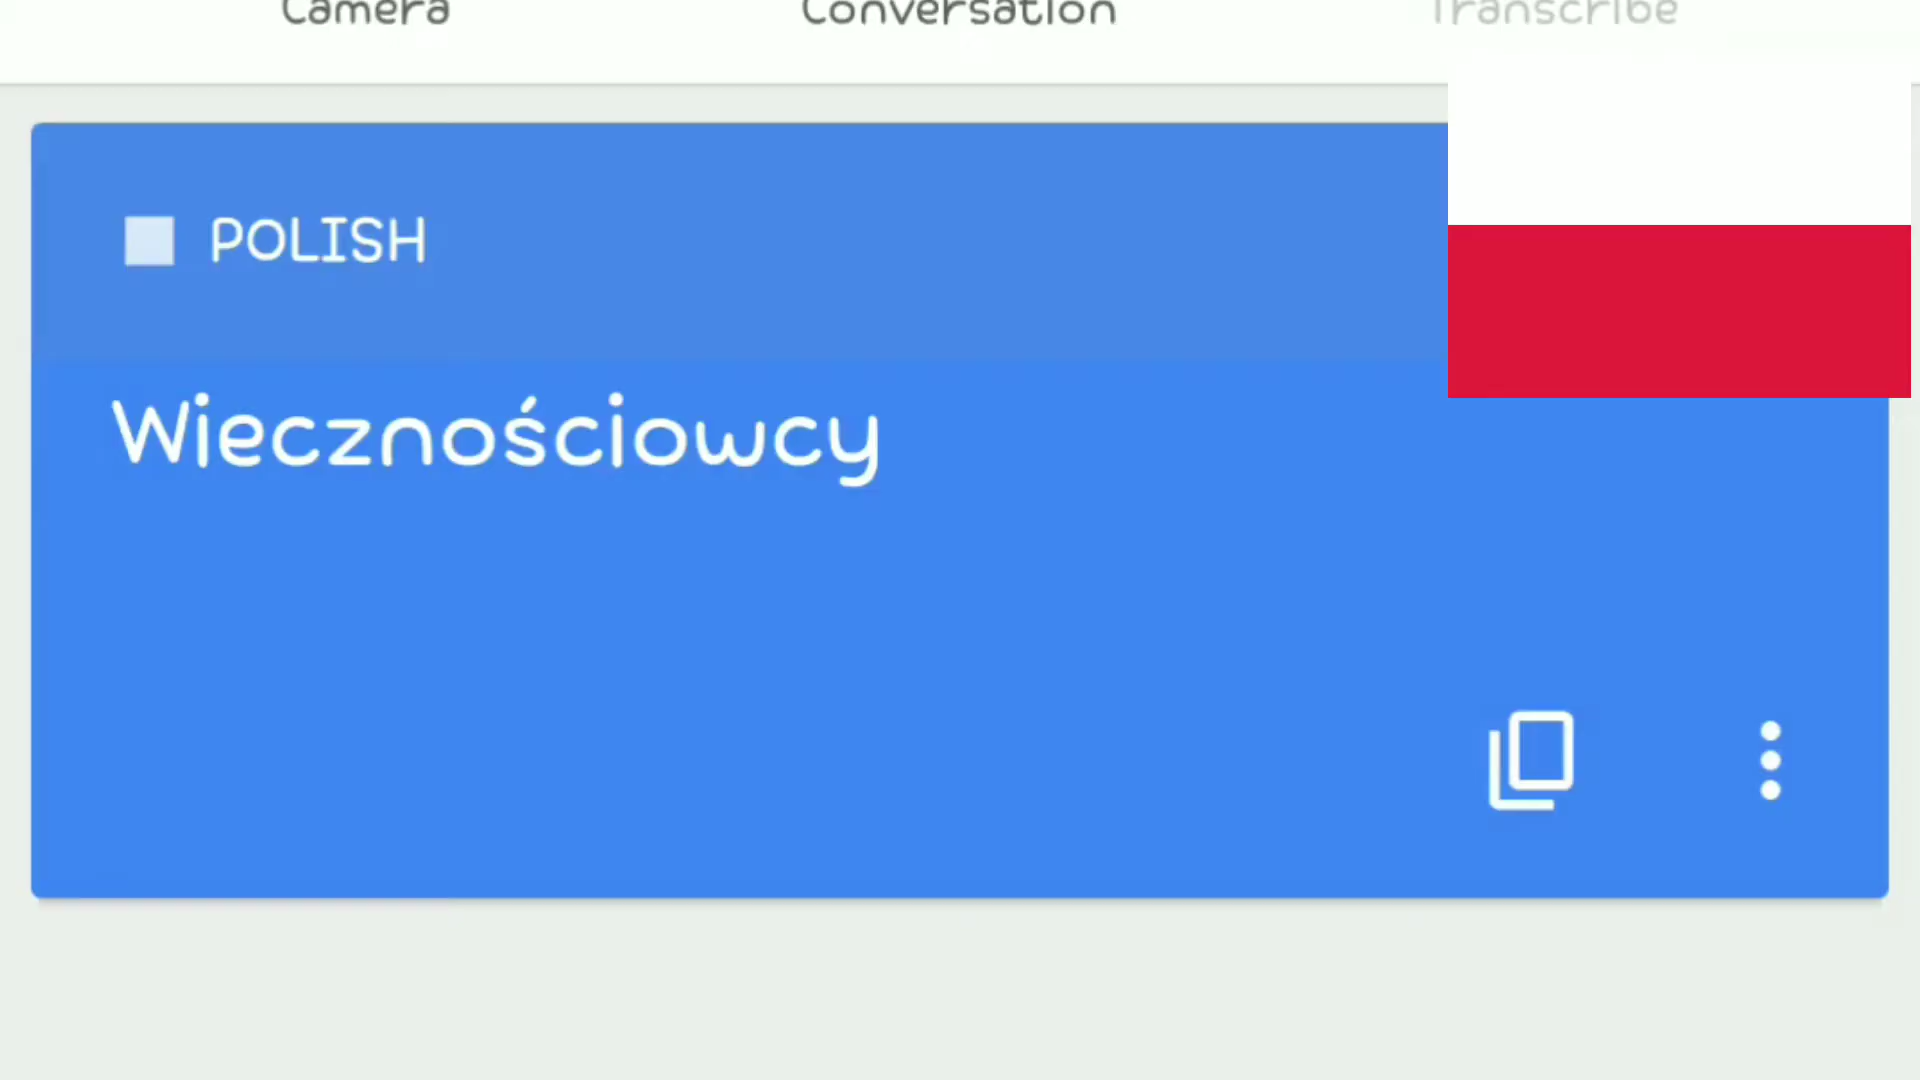 Camera
Conversation
Transcribe
POLISH
Wiecznościowcy